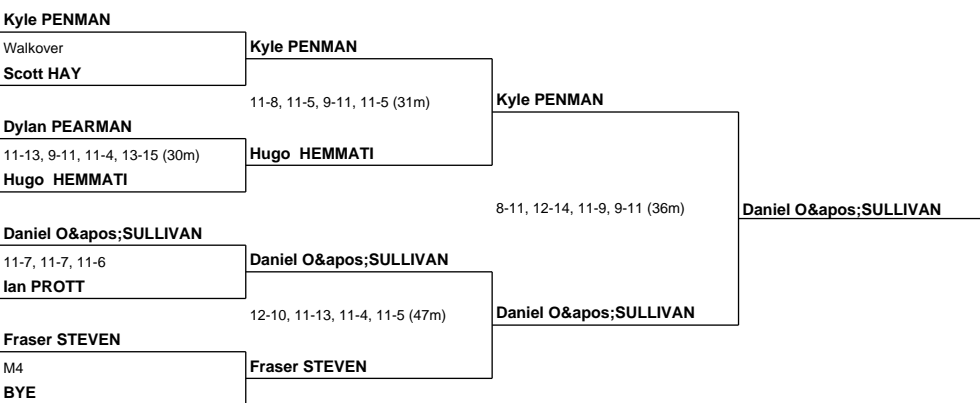 Kyle PENMAN
Walkover
Scott HAY
Kyle PENMAN
11-8, 11-5, 9-11, 11-5 (31m)
Kyle PENMAN
Dylan PEARMAN
11-13, 9-11, 11-4, 13-15 (30m)
Hugo HEMMATI
Hugo HEMMATI
8-11, 12-14, 11-9, 9-11 (36m)
Daniel O&apos;SULLIVAN
Daniel O&apos;SULLIVAN
11-7, 11-7, 11-6
Ian PROTT
Daniel O&apos;SULLIVAN
12-10, 11-13, 11-4, 11-5 (47m)
Daniel O&apos;SULLIVAN
Fraser STEVEN
M4
BYE
Fraser STEVEN